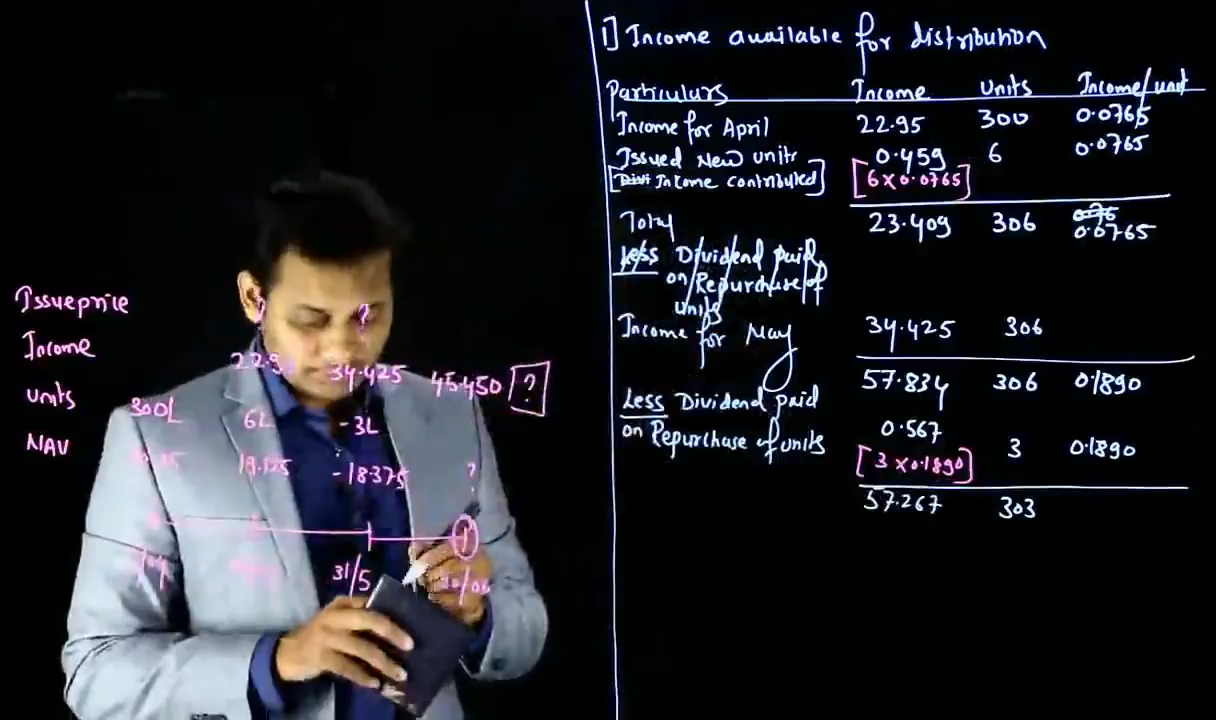 1] Income available for distribution
Particulars Income Units Income/unit
Income for April 22.95 300 0.0765
Issued New units 0.459 6 0.0765
[Divi Income contributed] [6 x 0.0765]
Total 23.409 306 0.76
0.0765
Less Dividend paid
on Repurchase of
units
Income for May 34.425 306
57.834 306 0.1890
Less Dividend paid
on Repurchase of units 0.567 3 0.1890
[3 x 0.1890]
57.267 303
Issue price ? ?
Income 34.425 45.450 ?
units 300L 6L -3L
NAV -18.375 ?
31/5